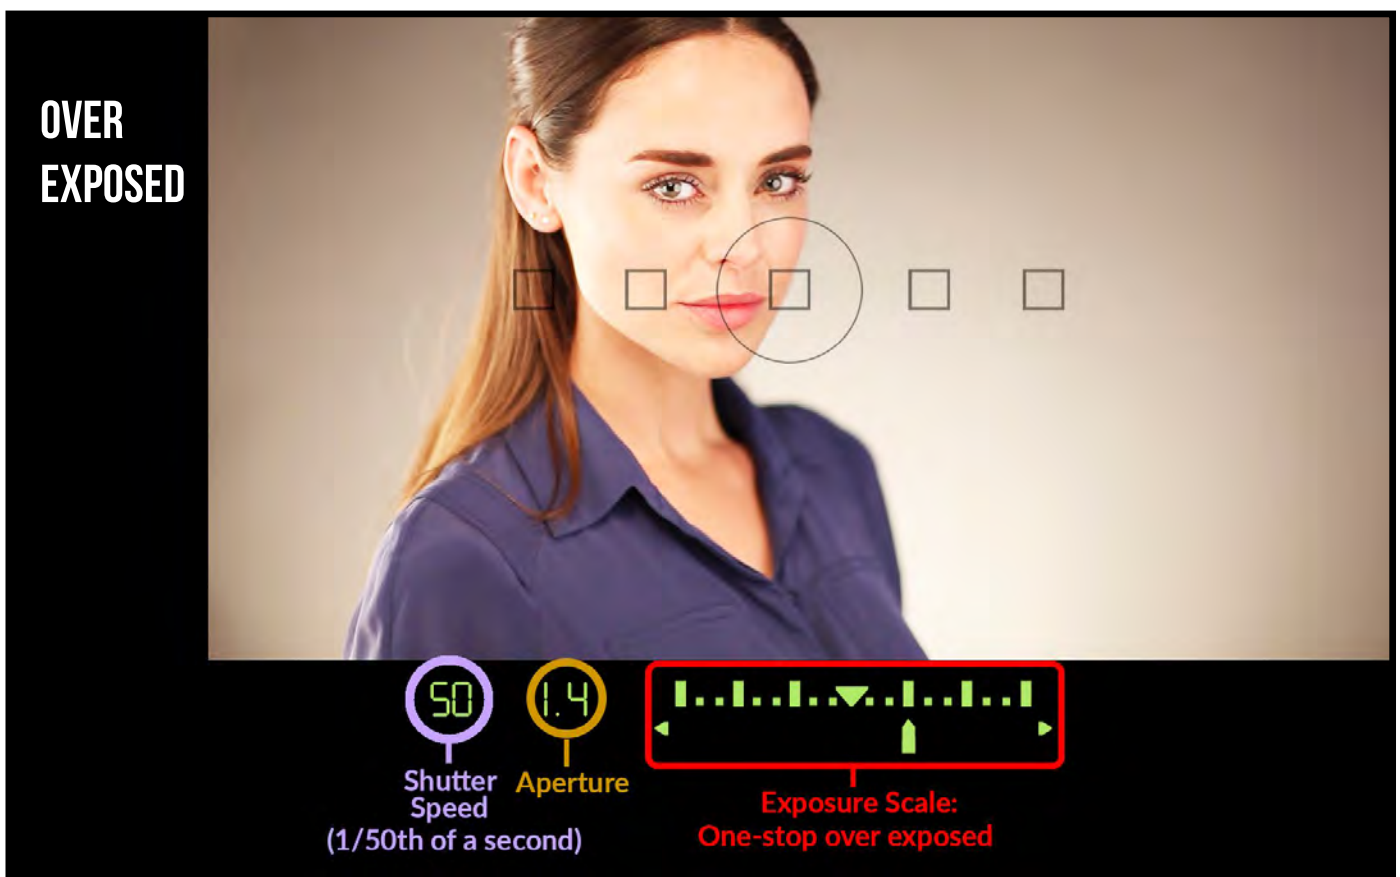 OVER
EXPOSED
50
1.4
Shutter
Speed
(1/50th of a second)
Aperture
Exposure Scale:
One-stop over exposed